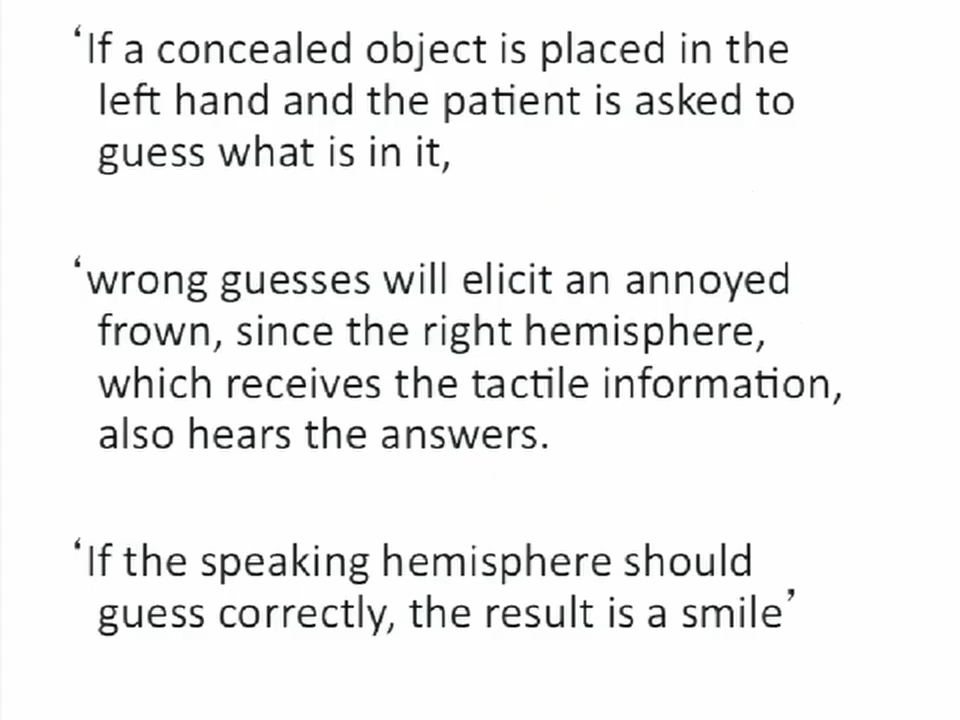 ‘If a concealed object is placed in the
left hand and the patient is asked to
guess what is in it,
‘wrong guesses will elicit an annoyed
frown, since the right hemisphere,
which receives the tactile information,
also hears the answers.
‘If the speaking hemisphere should
guess correctly, the result is a smile’